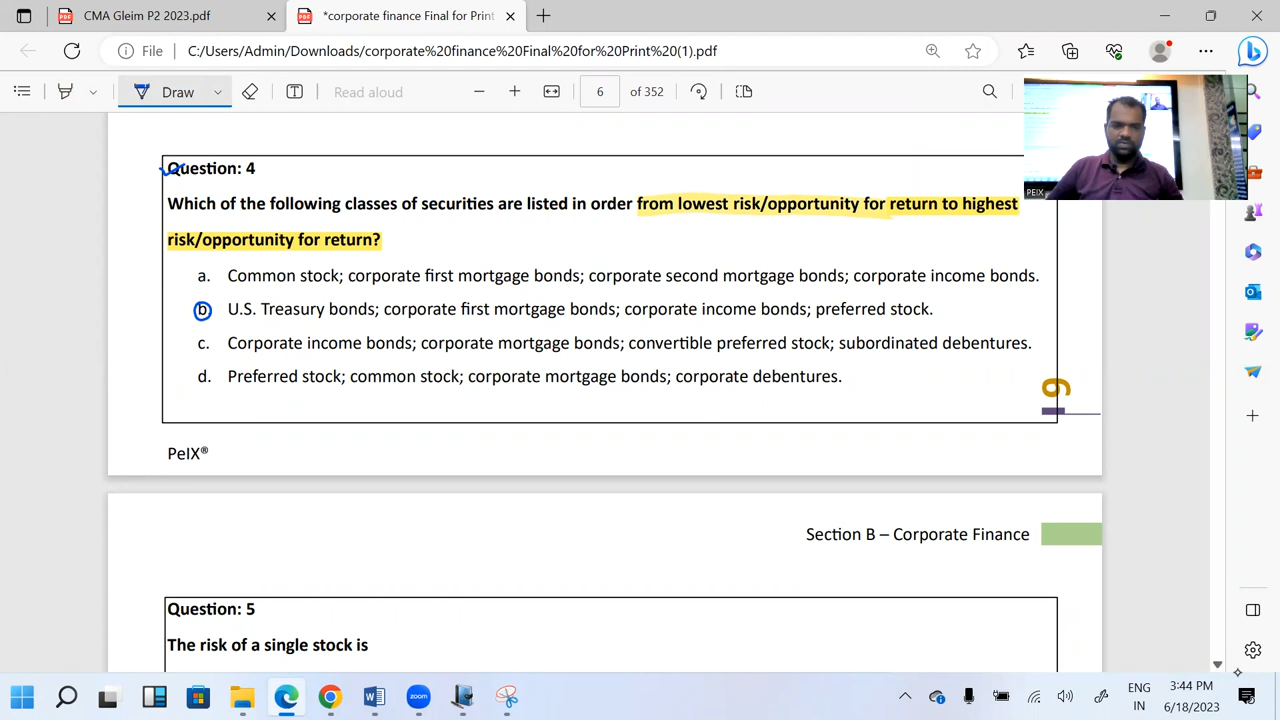 CMA Gleim P2 2023.pdf
*corporate finance Final for Print
File
C:/Users/Admin/Downloads/corporate%20finance%20Final%20for%20Print%20(1).pdf
Draw
Read aloud
6
of 352
PEIX
Question: 4
Which of the following classes of securities are listed in order from lowest risk/opportunity for return to highest
risk/opportunity for return?
a. Common stock; corporate first mortgage bonds; corporate second mortgage bonds; corporate income bonds.
b. U.S. Treasury bonds; corporate first mortgage bonds; corporate income bonds; preferred stock.
c. Corporate income bonds; corporate mortgage bonds; convertible preferred stock; subordinated debentures.
d. Preferred stock; common stock; corporate mortgage bonds; corporate debentures.
6
PeIX®
Section B – Corporate Finance
Question: 5
The risk of a single stock is
zoom
ENG
IN
3:44 PM
6/18/2023